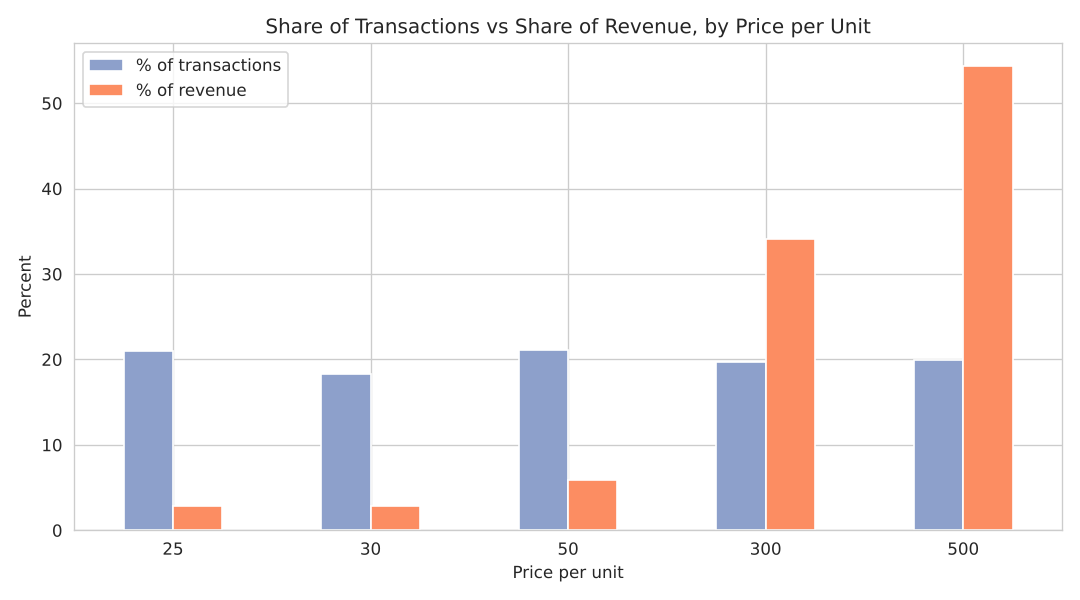 Share of Transactions vs Share of Revenue, by Price per Unit
% of transactions
% of revenue
Percent
50
40
30
20
10
0
25 30 50 300 500
Price per unit